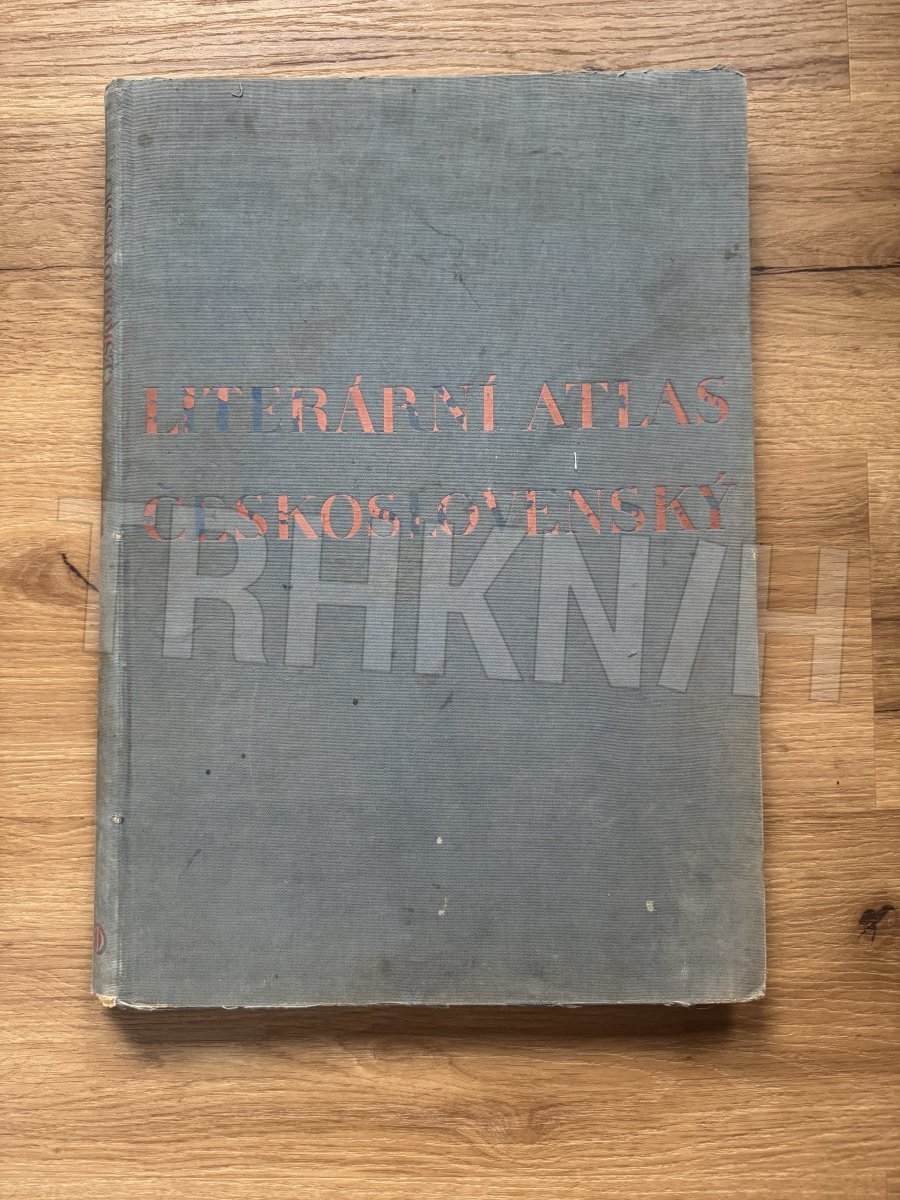 LITERÁRNÍ ATLAS
ČESKOSLOVENSKÝ
TRHKNIH